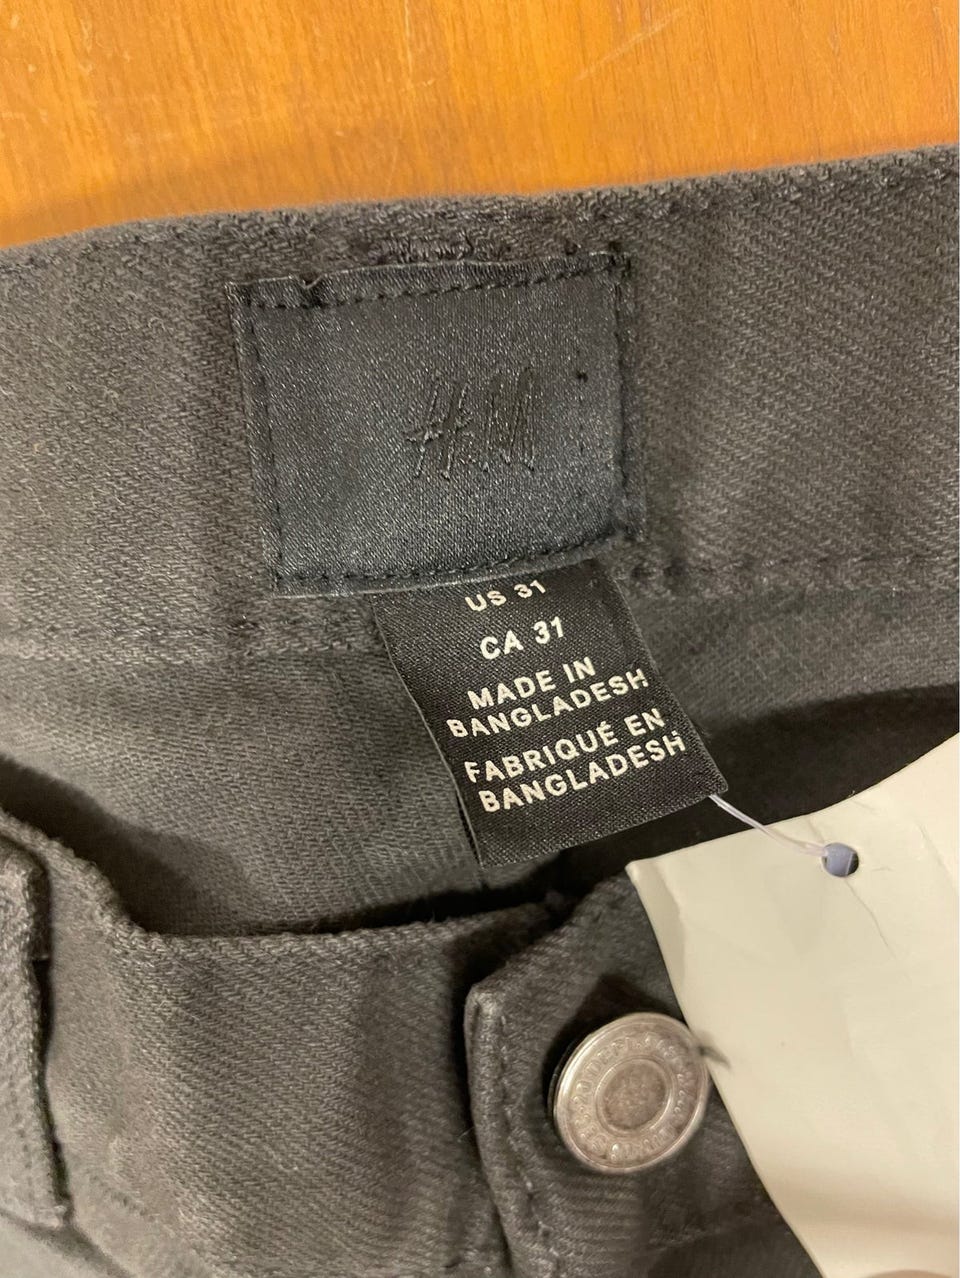 H&M
US 31
CA 31
MADE IN
BANGLADESH
FABRIQUÉ EN
BANGLADESH